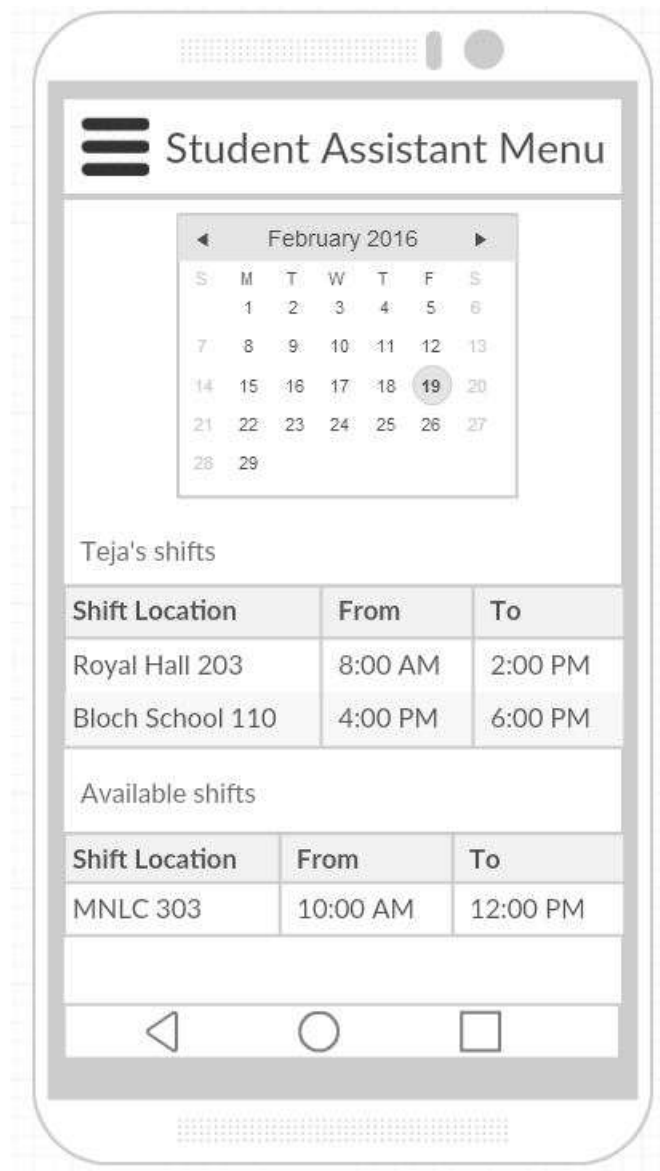 Student Assistant Menu
February 2016
S M T W T F S
1 2 3 4 5 6
7 8 9 10 11 12 13
14 15 16 17 18 19 20
21 22 23 24 25 26 27
28 29
Teja's shifts
Shift Location From To
Royal Hall 203 8:00 AM 2:00 PM
Bloch School 110 4:00 PM 6:00 PM
Available shifts
Shift Location From To
MNLC 303 10:00 AM 12:00 PM